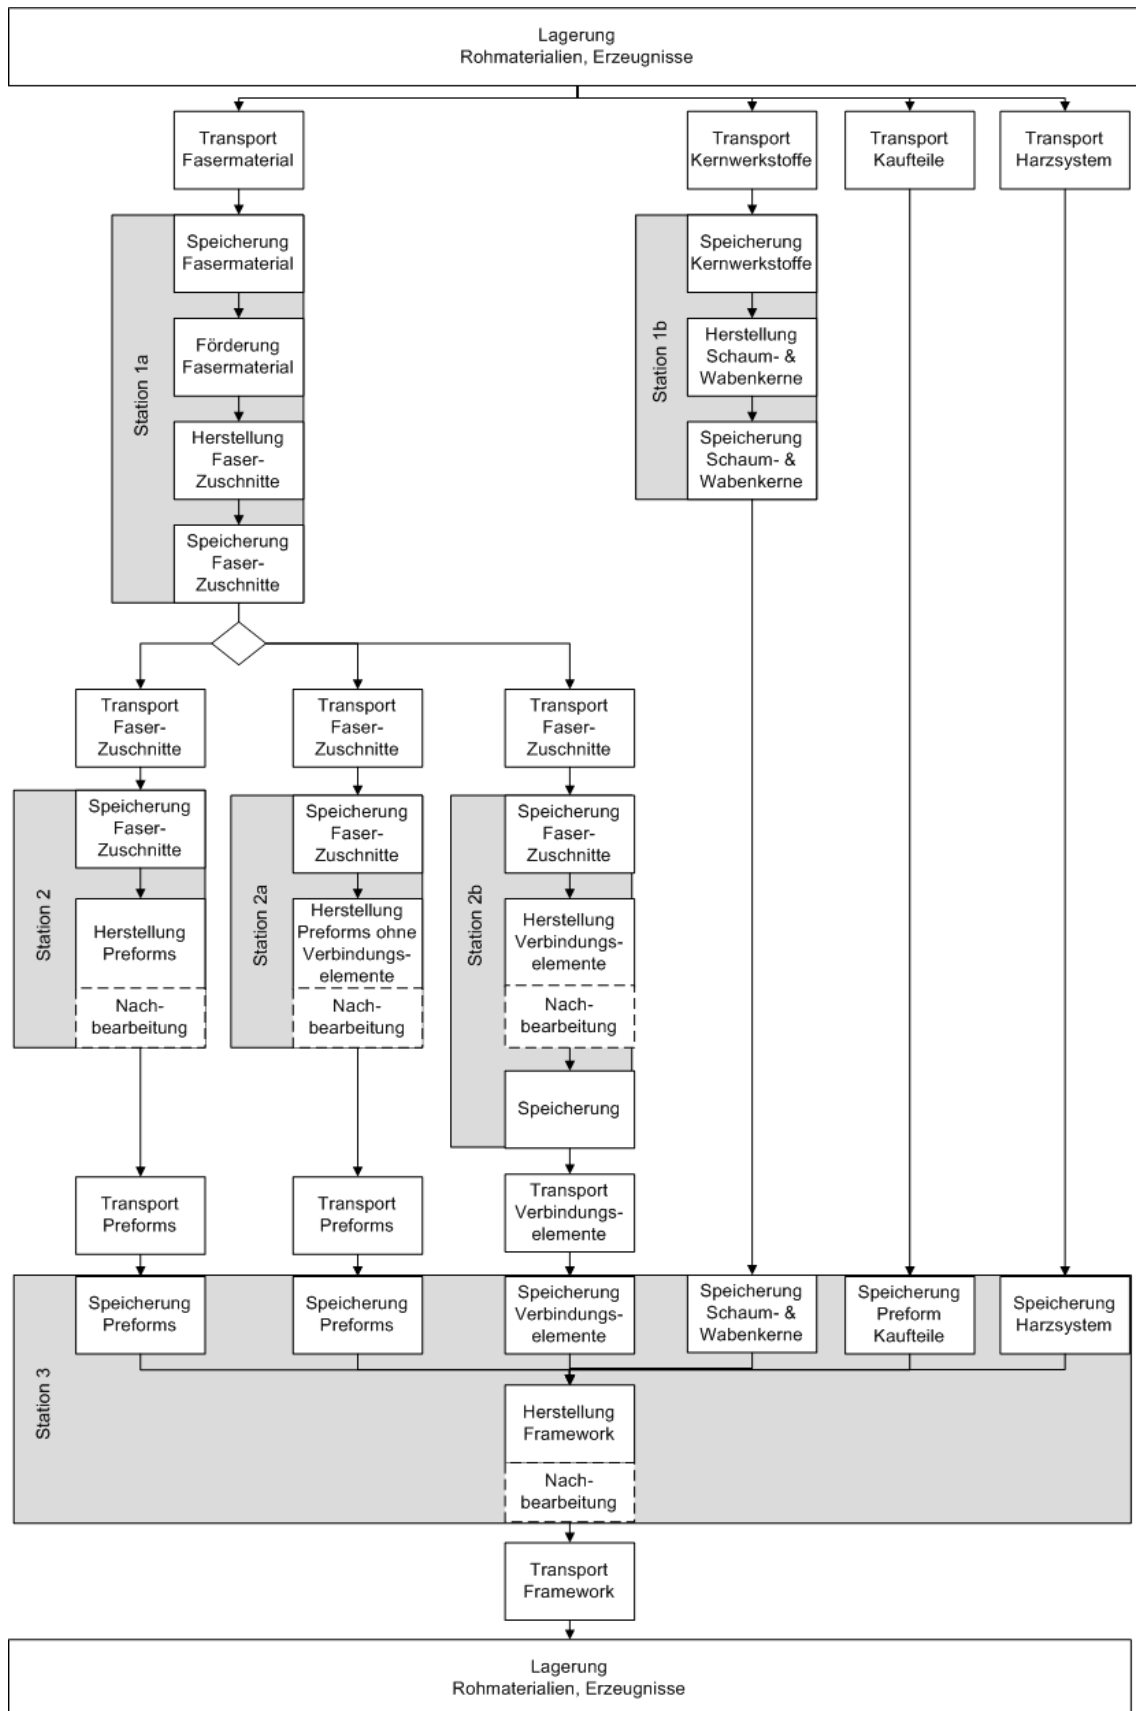 Lagerung
Rohmaterialien, Erzeugnisse
Transport
Fasermaterial
Transport
Kernwerkstoffe
Transport
Kaufteile
Transport
Harzsystem
Station 1a
Speicherung
Fasermaterial
Förderung
Fasermaterial
Herstellung
Faser-
Zuschnitte
Speicherung
Faser-
Zuschnitte
Station 1b
Speicherung
Kernwerkstoffe
Herstellung
Schaum- &
Wabenkerne
Speicherung
Schaum- &
Wabenkerne
Transport
Faser-
Zuschnitte
Transport
Faser-
Zuschnitte
Transport
Faser-
Zuschnitte
Station 2
Speicherung
Faser-
Zuschnitte
Herstellung
Preforms
Nach-
bearbeitung
Station 2a
Speicherung
Faser-
Zuschnitte
Herstellung
Preforms ohne
Verbindungs-
elemente
Nach-
bearbeitung
Station 2b
Speicherung
Faser-
Zuschnitte
Herstellung
Verbindungs-
elemente
Nach-
bearbeitung
Speicherung
Transport
Preforms
Transport
Preforms
Transport
Verbindungs-
elemente
Station 3
Speicherung
Preforms
Speicherung
Preforms
Speicherung
Verbindungs-
elemente
Speicherung
Schaum- &
Wabenkerne
Speicherung
Preform
Kaufteile
Speicherung
Harzsystem
Herstellung
Framework
Nach-
bearbeitung
Transport
Framework
Lagerung
Rohmaterialien, Erzeugnisse